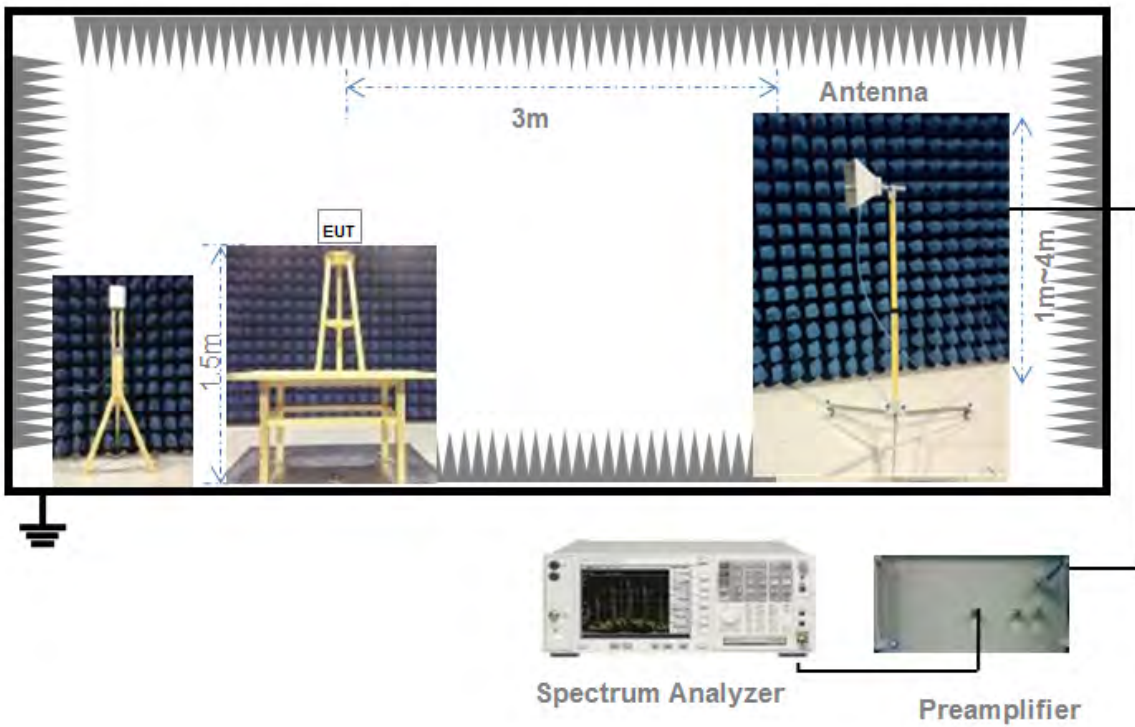 Antenna
3m
EUT
1.5m
1m~4m
Spectrum Analyzer
Preamplifier